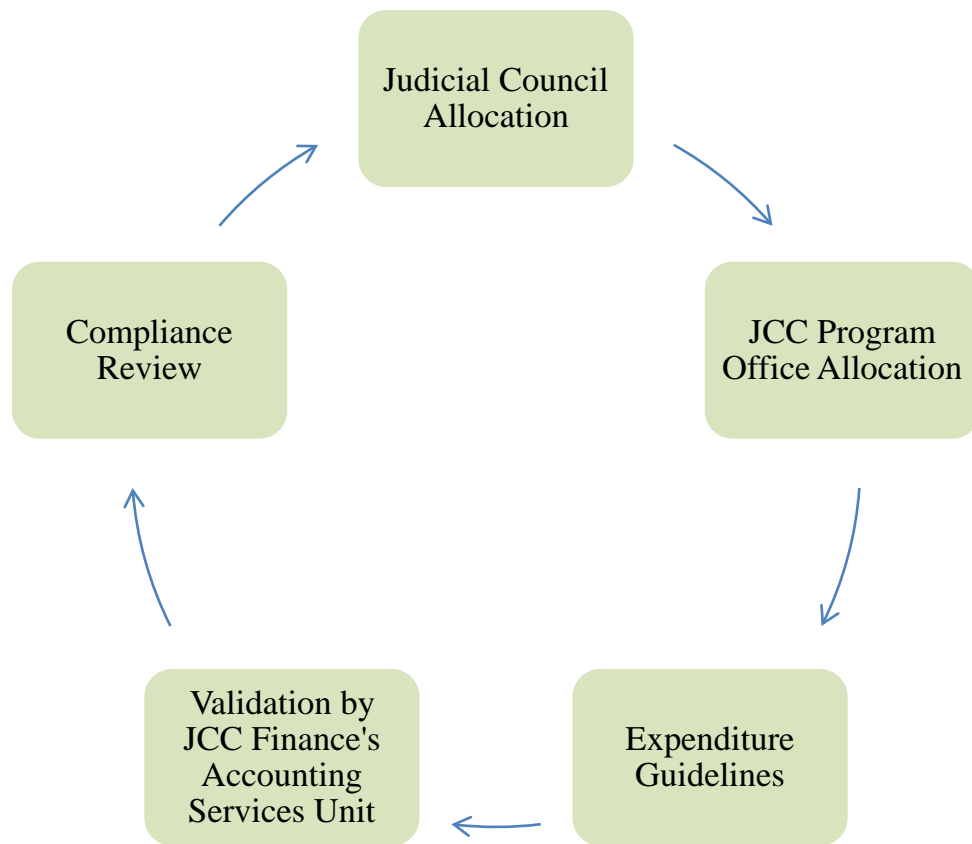 Judicial Council
Allocation
JCC Program
Office Allocation
Expenditure
Guidelines
Validation by
JCC Finance's
Accounting
Services Unit
Compliance
Review